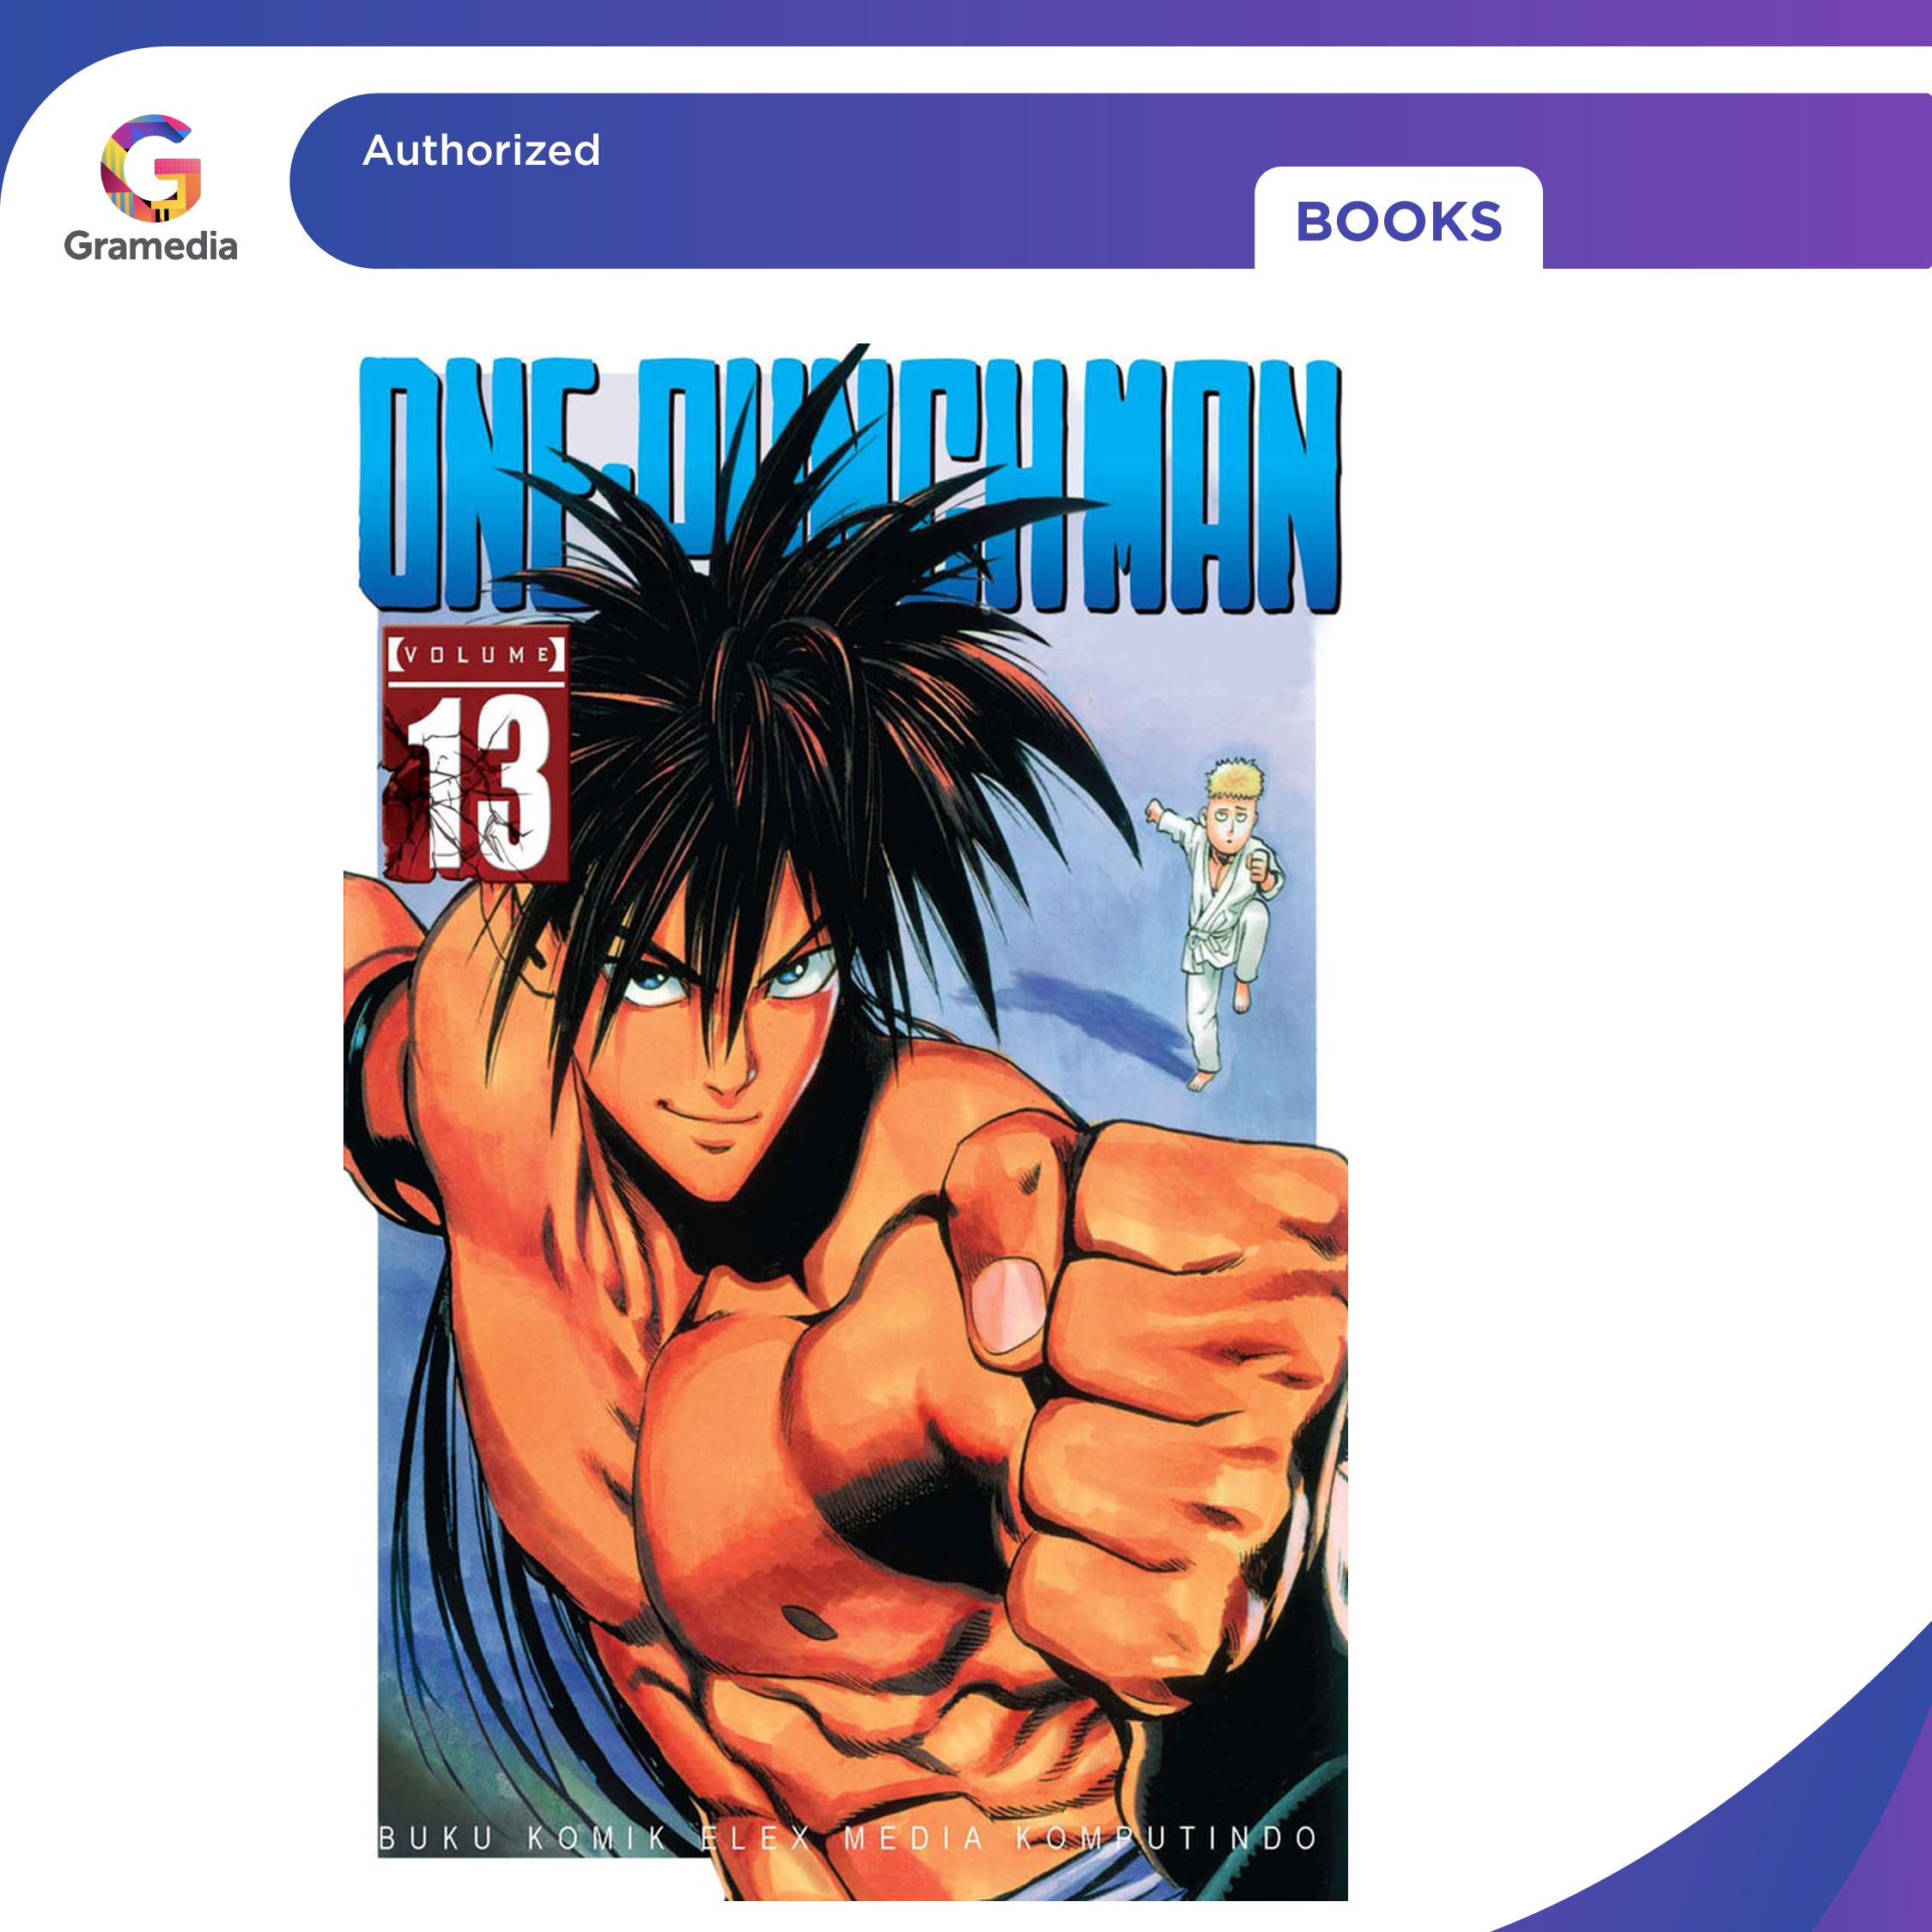 Gramedia
Authorized
BOOKS
ONE-PUNCH MAN
VOLUME
13
BUKU KOMIK ELEX MEDIA KOMPUTINDO